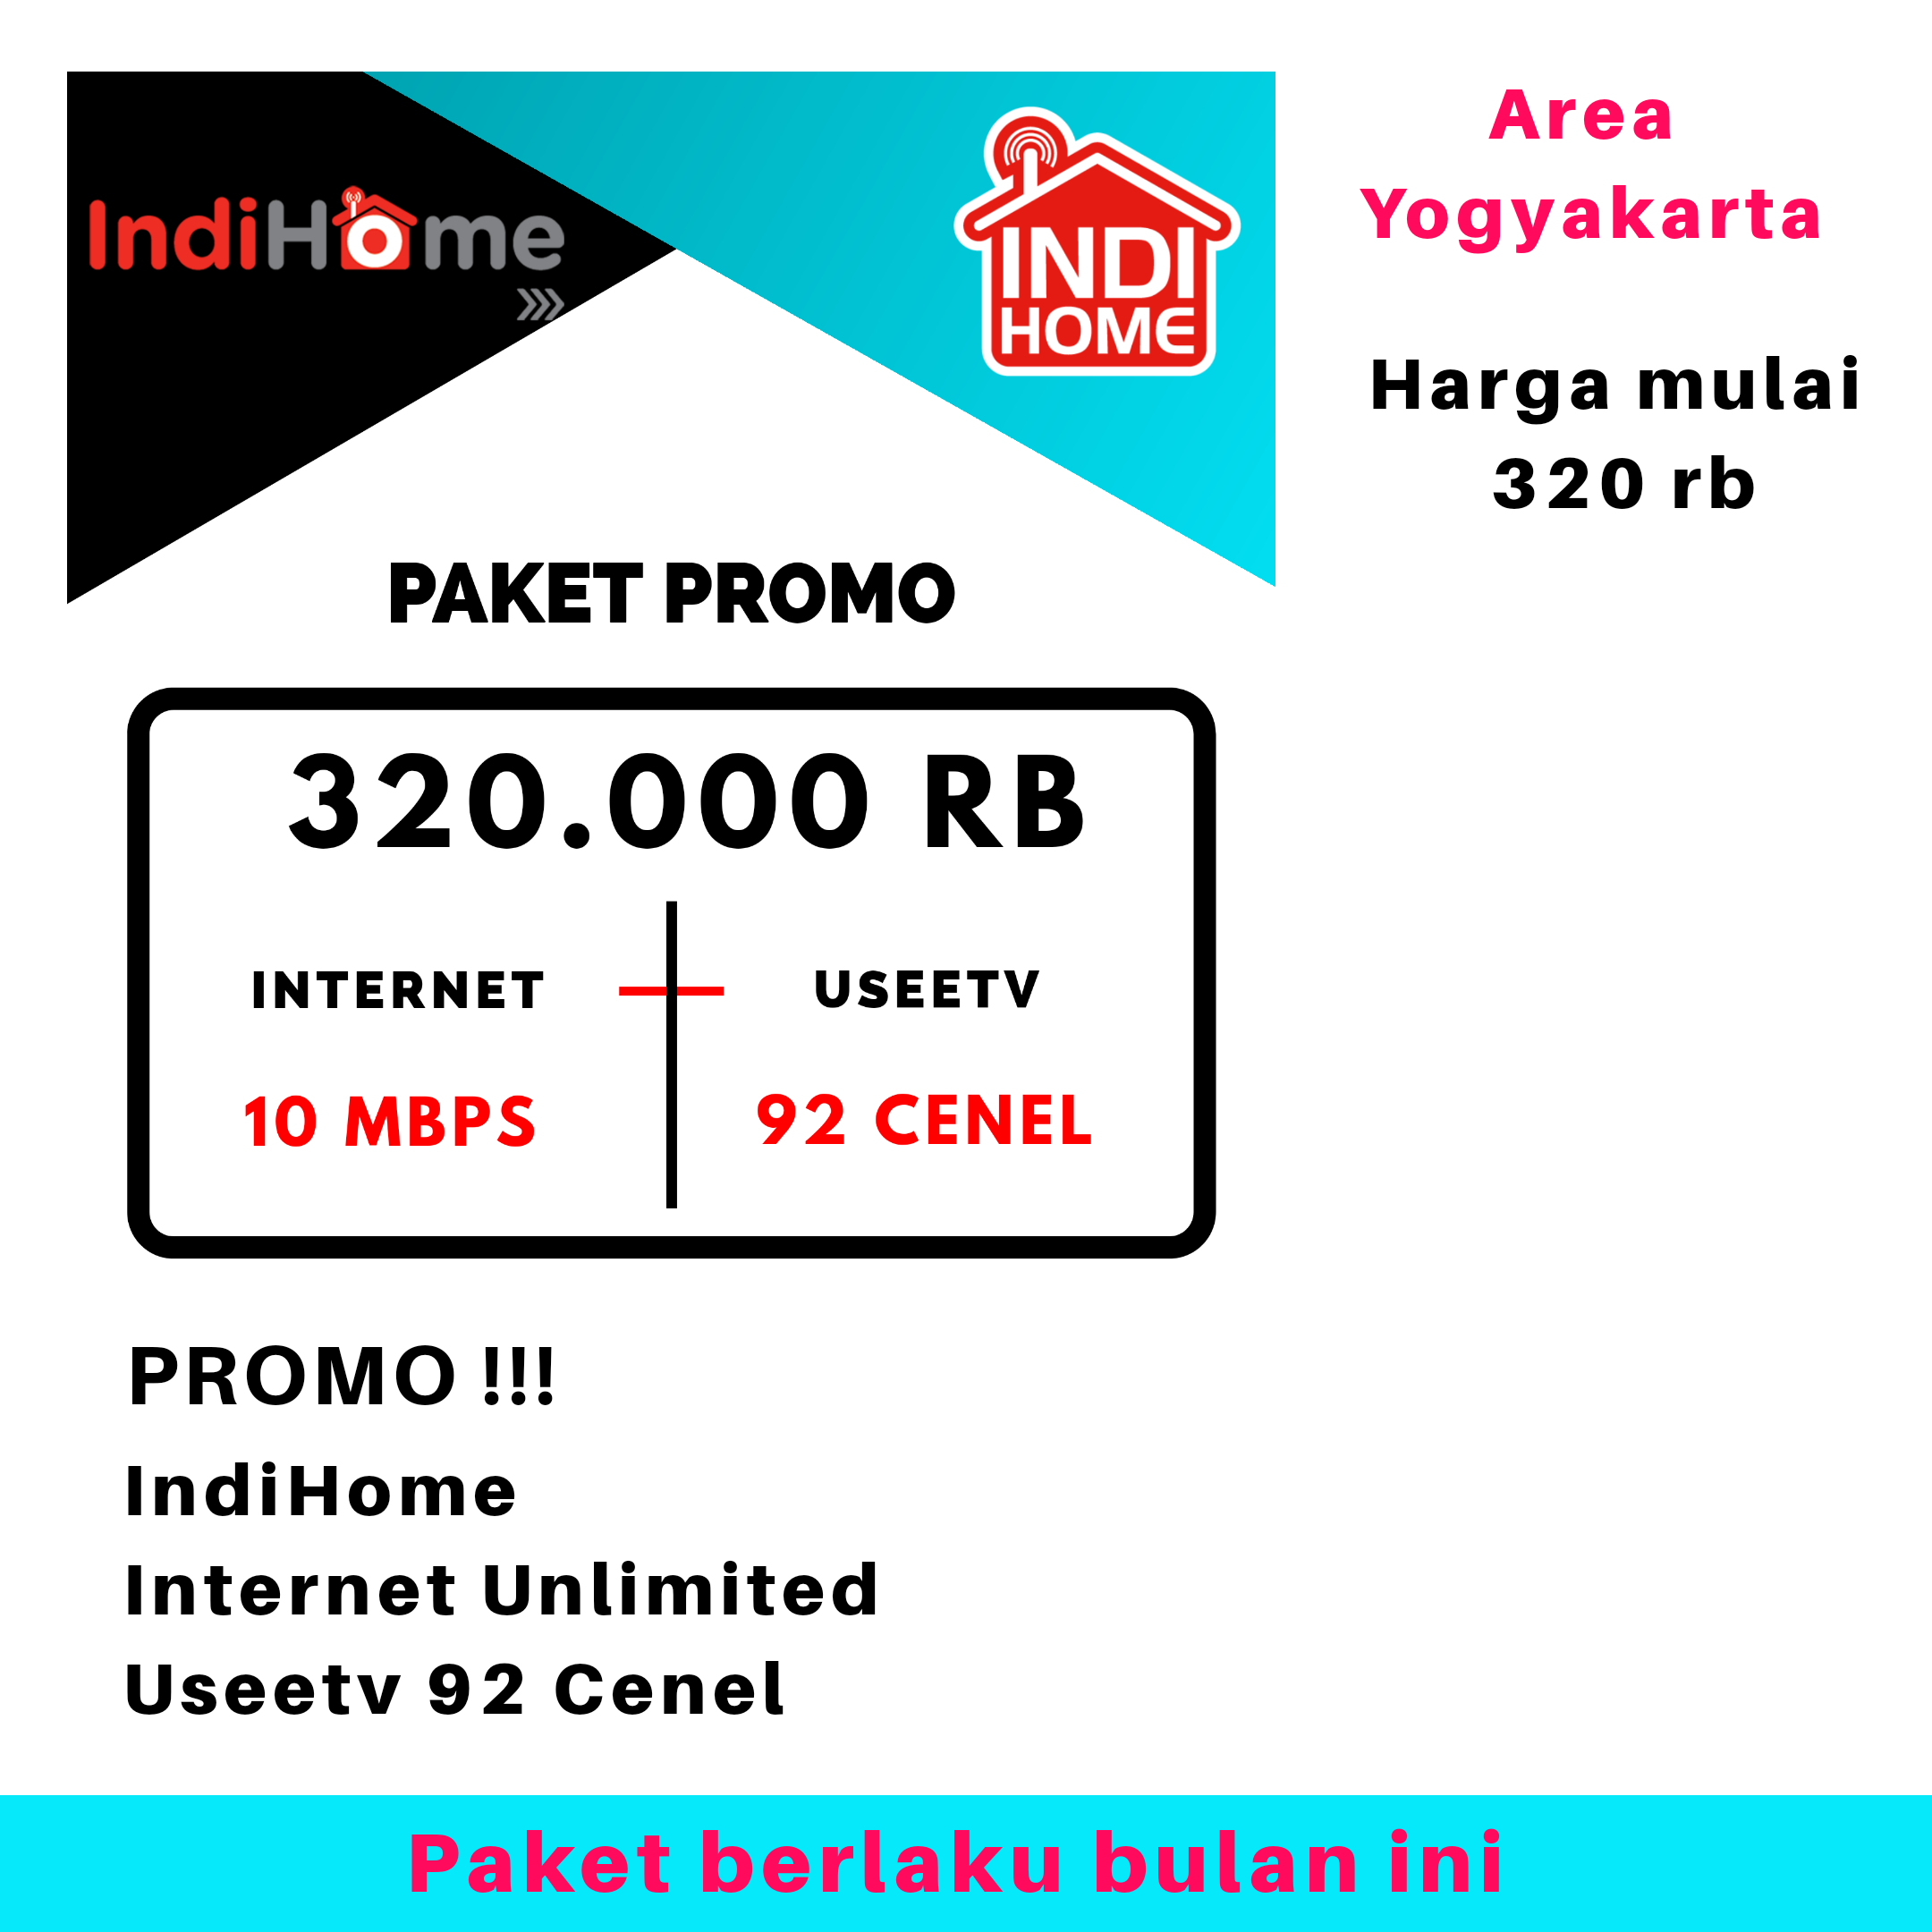 IndiHome
INDI
HOME
Area
Yogyakarta
Harga mulai
320 rb
PAKET PROMO
320.000 RB
INTERNET
USEETV
10 MBPS
92 CENEL
PROMO !!!
IndiHome
Internet Unlimited
Useetv 92 Cenel
Paket berlaku bulan ini